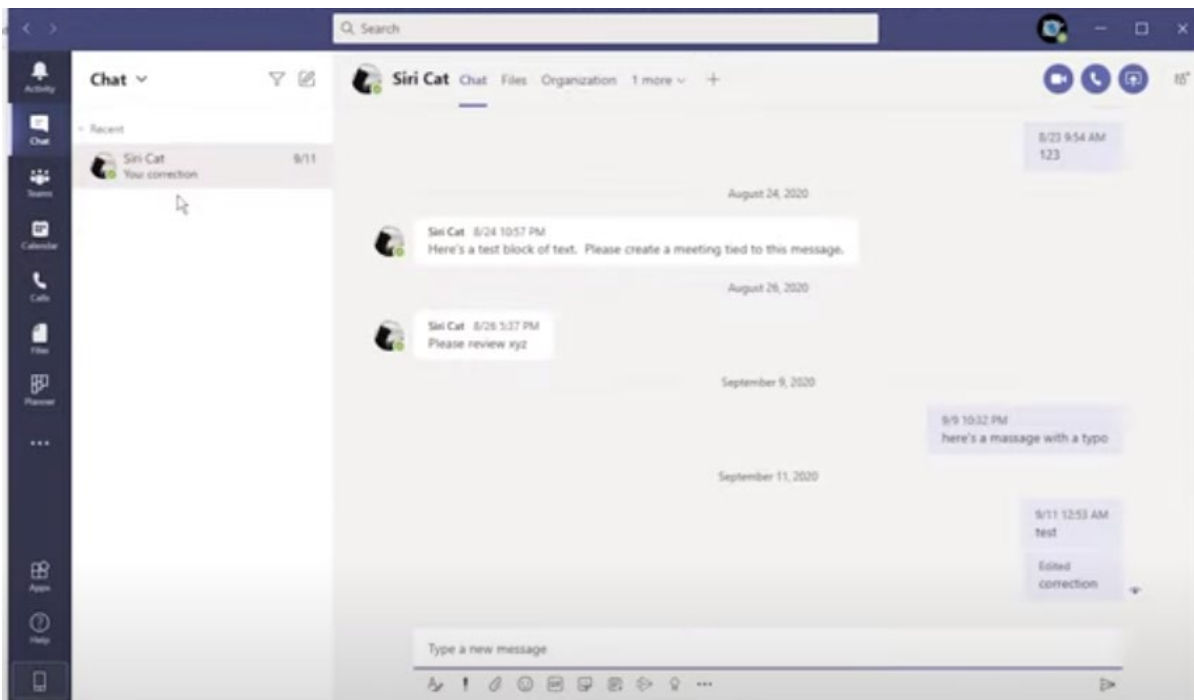 Search
Activity
Chat
Teams
Calendar
Calls
Files
Planner
Apps
Help
Chat
Recent
Siri Cat 9/11
You: correction
Siri Cat Chat Files Organization 1 more
8/23 9:54 AM
123
August 24, 2020
Siri Cat 8/24 10:57 PM
Here's a test block of text. Please create a meeting tied to this message.
August 26, 2020
Siri Cat 8/26 5:37 PM
Please review xyz
September 9, 2020
9/9 10:32 PM
here's a massage with a typo
September 11, 2020
9/11 12:53 AM
test
Edited
correction
Type a new message